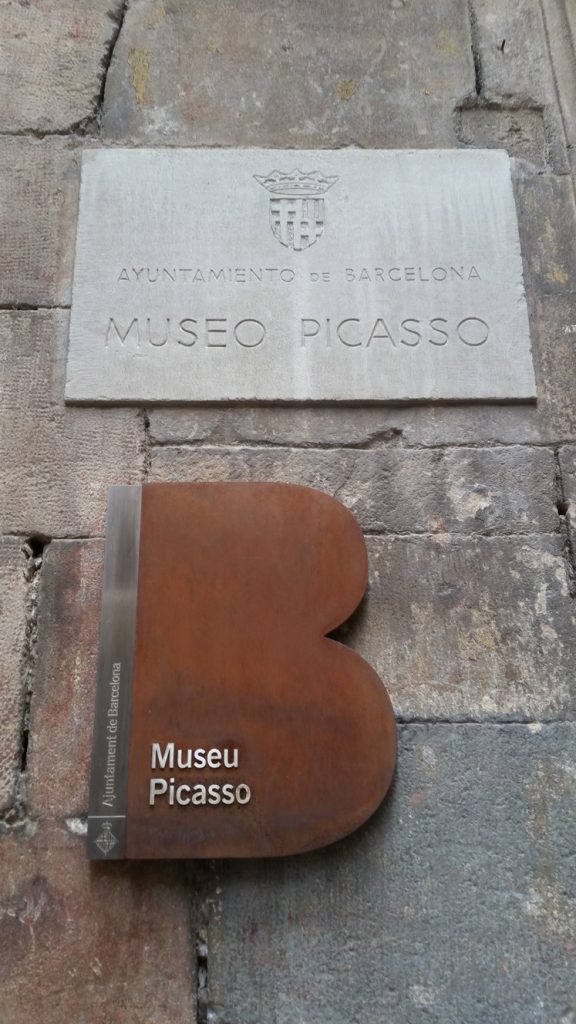 AYUNTAMIENTO DE BARCELONA
MUSEO PICASSO
Ajuntament de Barcelona
Museu
Picasso